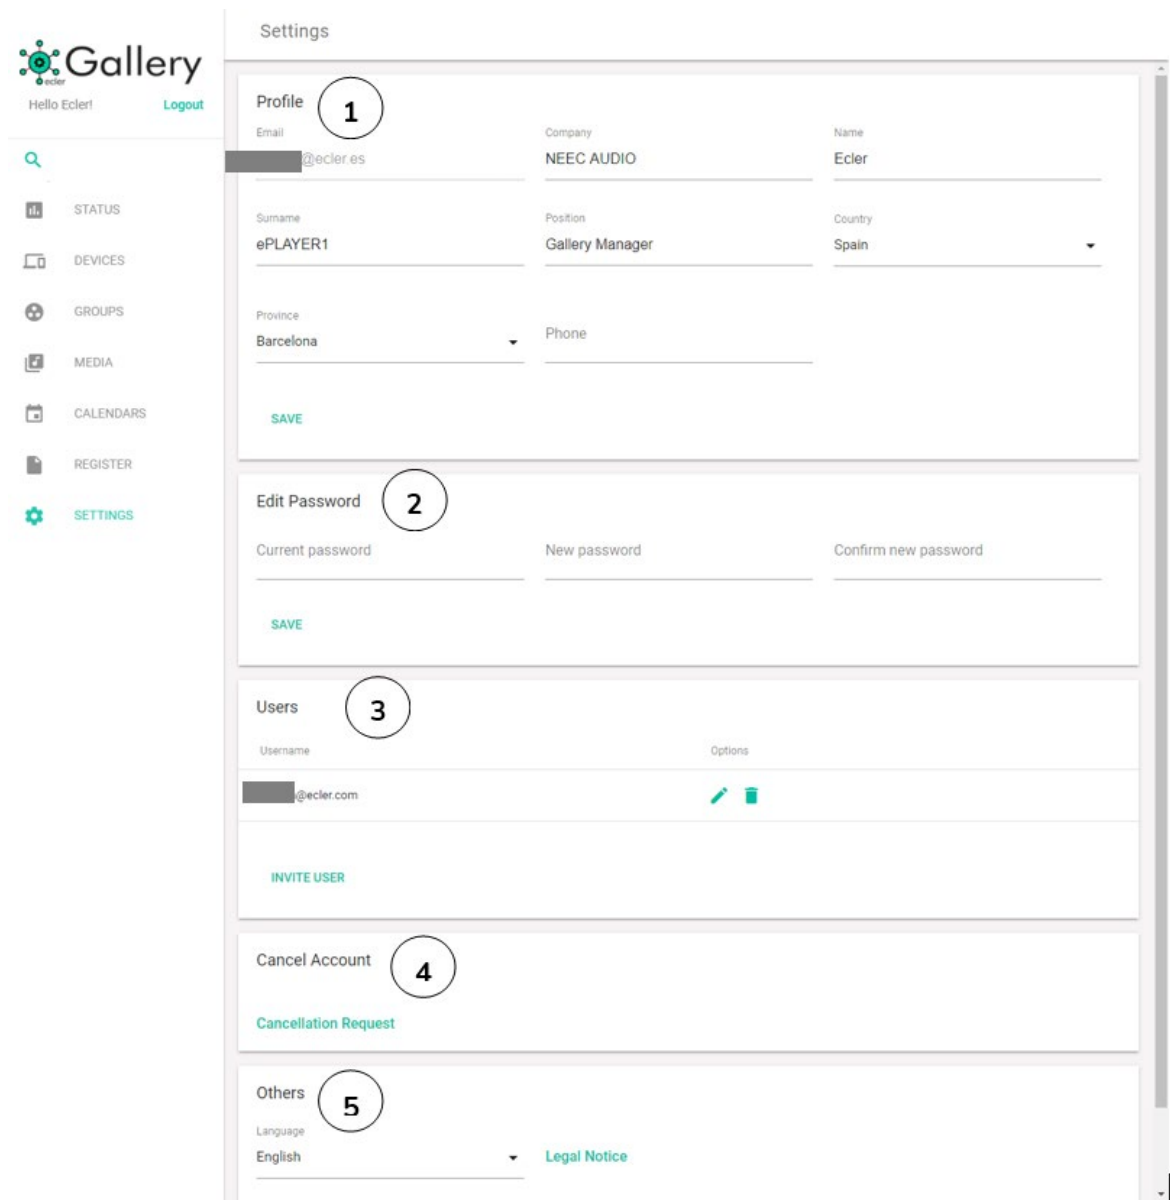 Gallery
ecler
Hello Ecler! Logout
STATUS
DEVICES
GROUPS
MEDIA
CALENDARS
REGISTER
SETTINGS
Settings
Profile 1
Email Company Name
@ecler.es NEEC AUDIO Ecler
Surname Position Country
ePLAYER1 Gallery Manager Spain
Province
Barcelona Phone
SAVE
Edit Password 2
Current password New password Confirm new password
SAVE
Users 3
Username Options
@ecler.com
INVITE USER
Cancel Account 4
Cancellation Request
Others 5
Language
English Legal Notice